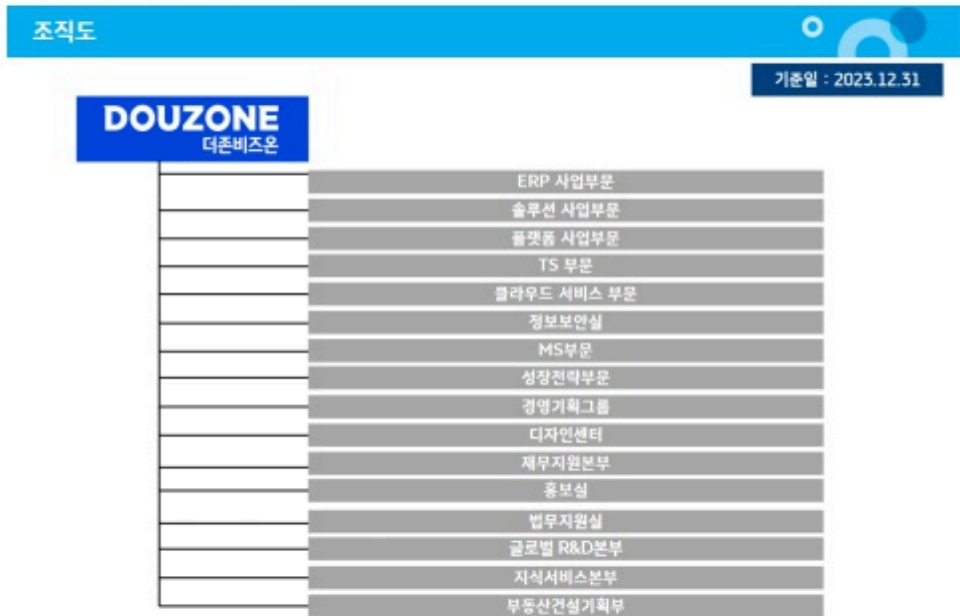 조직도
기준일 : 2023.12.31
DOUZONE
더존비즈온
ERP 사업부문
솔루션 사업부문
플랫폼 사업부문
TS 부문
클라우드 서비스 부문
정보보안실
MS부문
성장전략부문
경영기획그룹
디자인센터
재무지원본부
홍보실
법무지원실
글로벌 R&D본부
지식서비스본부
부동산건설기획부